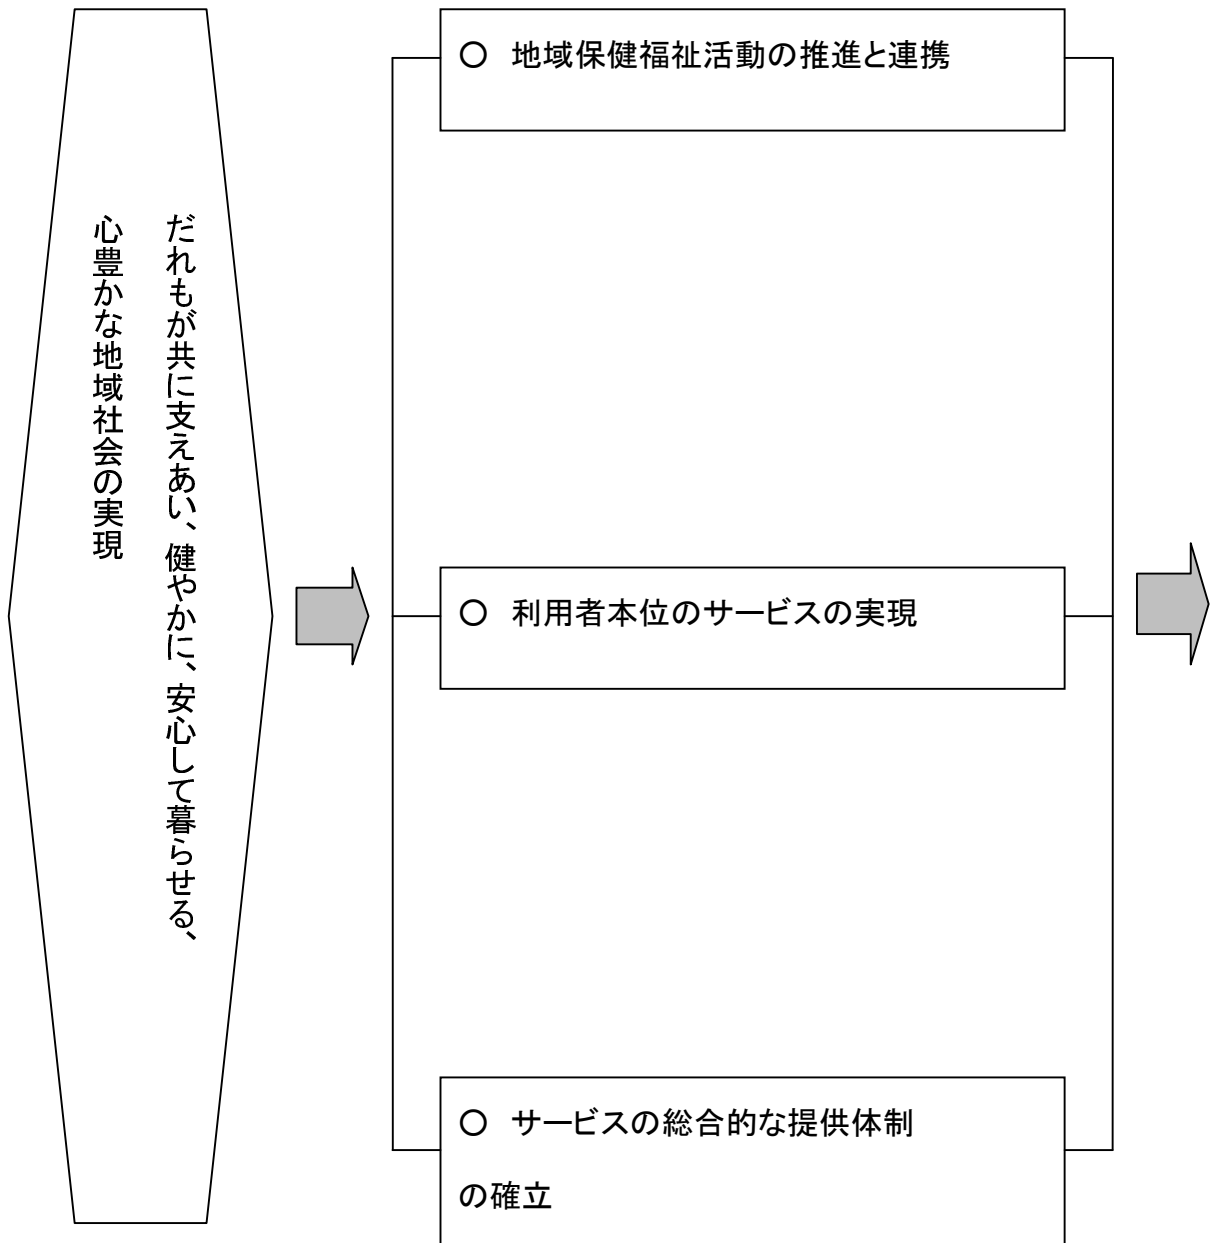 だれもが共に支えあい、健やかに、安心して暮らせる、
心豊かな地域社会の実現
○ 地域保健福祉活動の推進と連携
○ 利用者本位のサービスの実現
○ サービスの総合的な提供体制
の確立